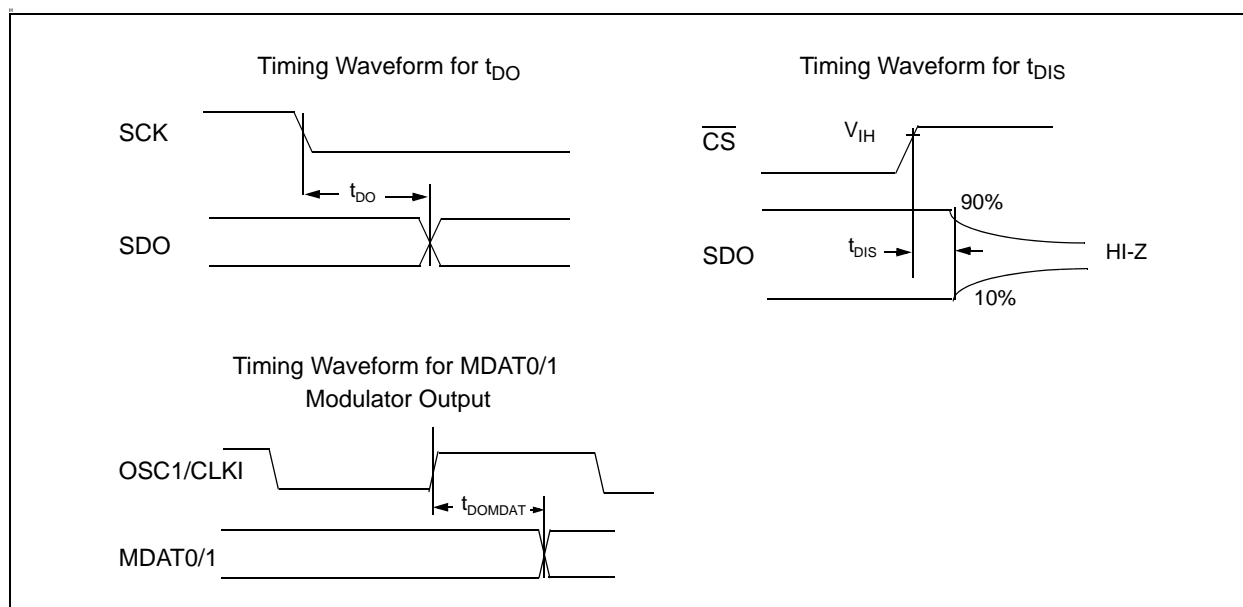 Timing Waveform for tDO
SCK
tDO
SDO
Timing Waveform for tDIS
CS
VIH
90%
SDO
tDIS
HI-Z
10%
Timing Waveform for MDAT0/1
Modulator Output
OSC1/CLKI
tDOMDAT
MDAT0/1